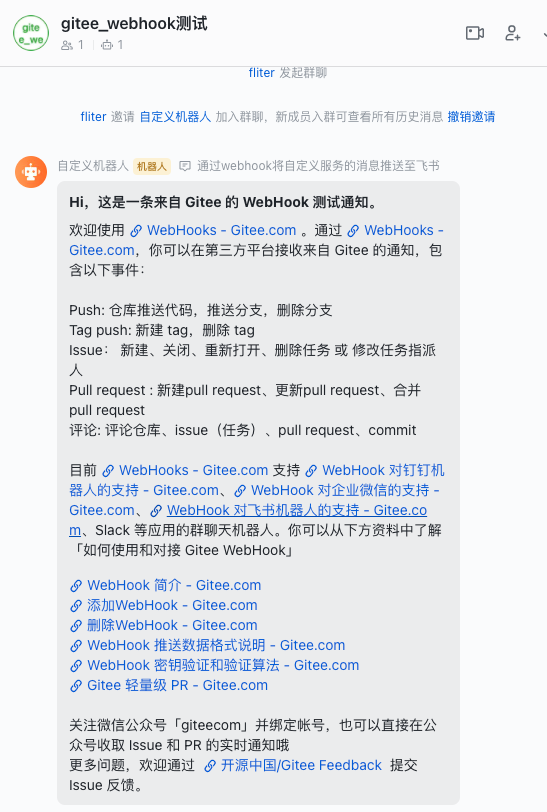 gite
e_we
gitee_webhook测试
1 1
fliter 发起群聊
fliter 邀请 自定义机器人 加入群聊，新成员入群可查看所有历史消息 撤销邀请
自定义机器人 机器人 通过webhook将自定义服务的消息推送至飞书
Hi，这是一条来自 Gitee 的 WebHook 测试通知。
欢迎使用 WebHooks - Gitee.com 。通过 WebHooks -
Gitee.com，你可以在第三方平台接收来自 Gitee 的通知，包
含以下事件：
Push: 仓库推送代码，推送分支，删除分支
Tag push: 新建 tag，删除 tag
Issue： 新建、关闭、重新打开、删除任务 或 修改任务指派
人
Pull request : 新建pull request、更新pull request、合并
pull request
评论: 评论仓库、issue（任务）、pull request、commit
目前 WebHooks - Gitee.com 支持 WebHook 对钉钉机
器人的支持 - Gitee.com、 WebHook 对企业微信的支持 -
Gitee.com、 WebHook 对飞书机器人的支持 - Gitee.co
m、Slack 等应用的群聊天机器人。你可以从下方资料中了解
「如何使用和对接 Gitee WebHook」
WebHook 简介 - Gitee.com
添加WebHook - Gitee.com
删除WebHook - Gitee.com
WebHook 推送数据格式说明 - Gitee.com
WebHook 密钥验证和验证算法 - Gitee.com
Gitee 轻量级 PR - Gitee.com
关注微信公众号「giteecom」并绑定帐号，也可以直接在公
众号收取 Issue 和 PR 的实时通知哦
更多问题，欢迎通过 开源中国/Gitee Feedback 提交
Issue 反馈。